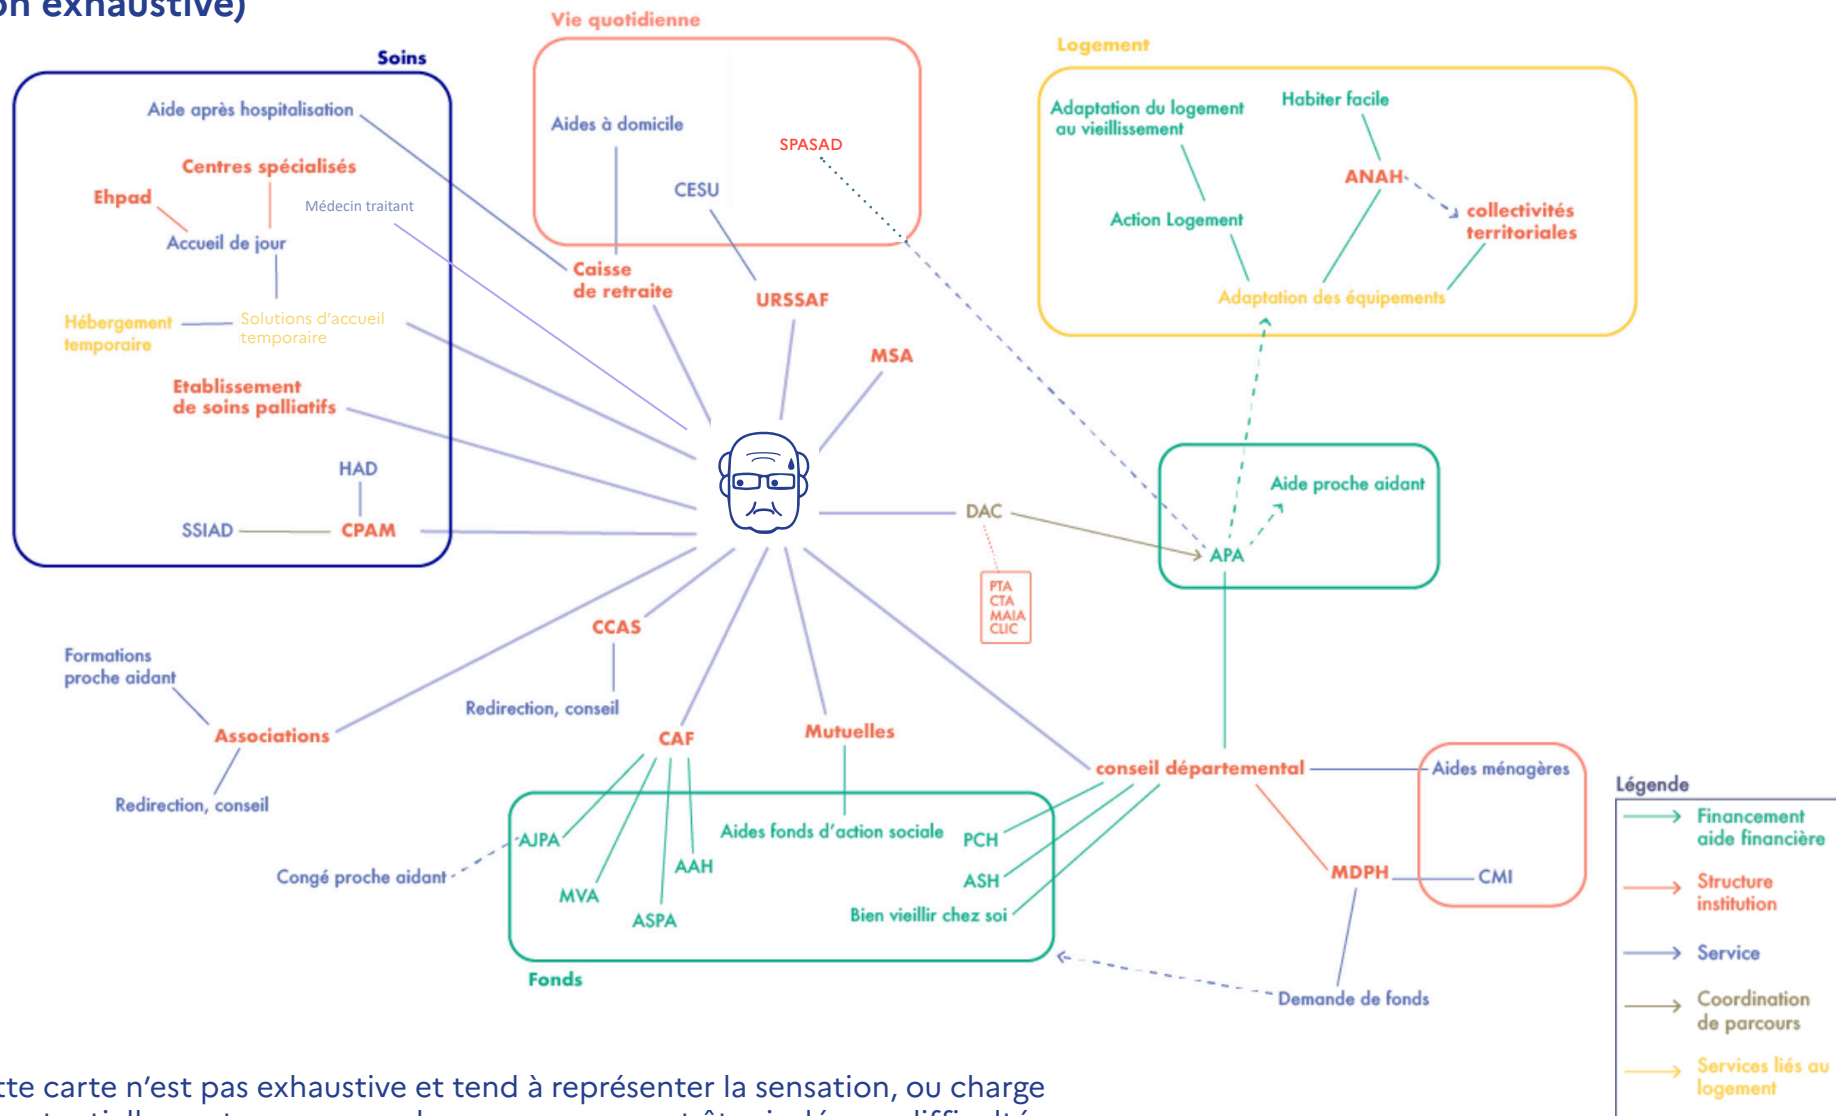 on exhaustive)
Vie quotidienne
Soins
Logement
Aide après hospitalisation
Centres spécialisés
Ehpad
Médecin traitant
Accueil de jour
Hébergement
temporaire
Solutions d'accueil
temporaire
Etablissement
de soins palliatifs
HAD
SSIAD
CPAM
Aides à domicile
SPASAD
CESU
Caisse
de retraite
URSSAF
MSA
Adaptation du logement
au vieillissement
Habiter facile
ANAH
Action Logement
collectivités
territoriales
Adaptation des équipements
Aide proche aidant
APA
DAC
PTA
CTA
MAIA
CLIC
CCAS
Redirection, conseil
Formations
proche aidant
Associations
Redirection, conseil
CAF
Mutuelles
conseil départemental
Aides ménagères
AJPA
Congé proche aidant
MVA
ASPA
AAH
Aides fonds d'action sociale
PCH
ASH
Bien vieillir chez soi
Fonds
MDPH
CMI
Demande de fonds
Légende
Financement
aide financière
Structure
institution
Service
Coordination
de parcours
Services liés au
logement
tte carte n'est pas exhaustive et tend à représenter la sensation, ou charge